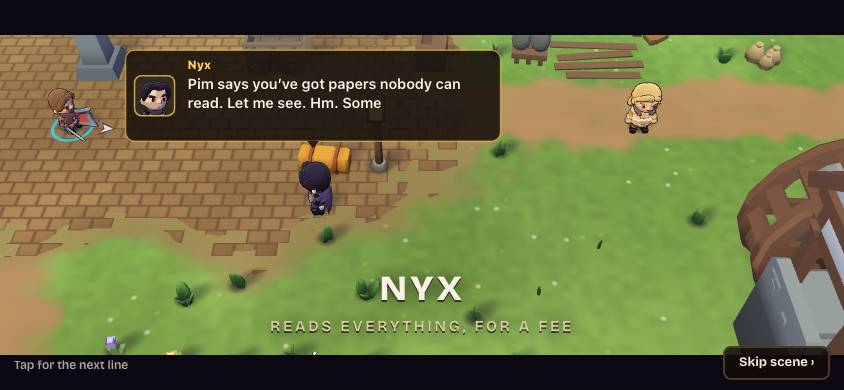 Nyx
Pim says you've got papers nobody can
read. Let me see. Hm. Some
NYX
READS EVERYTHING, FOR A FEE
Tap for the next line
Skip scene ›